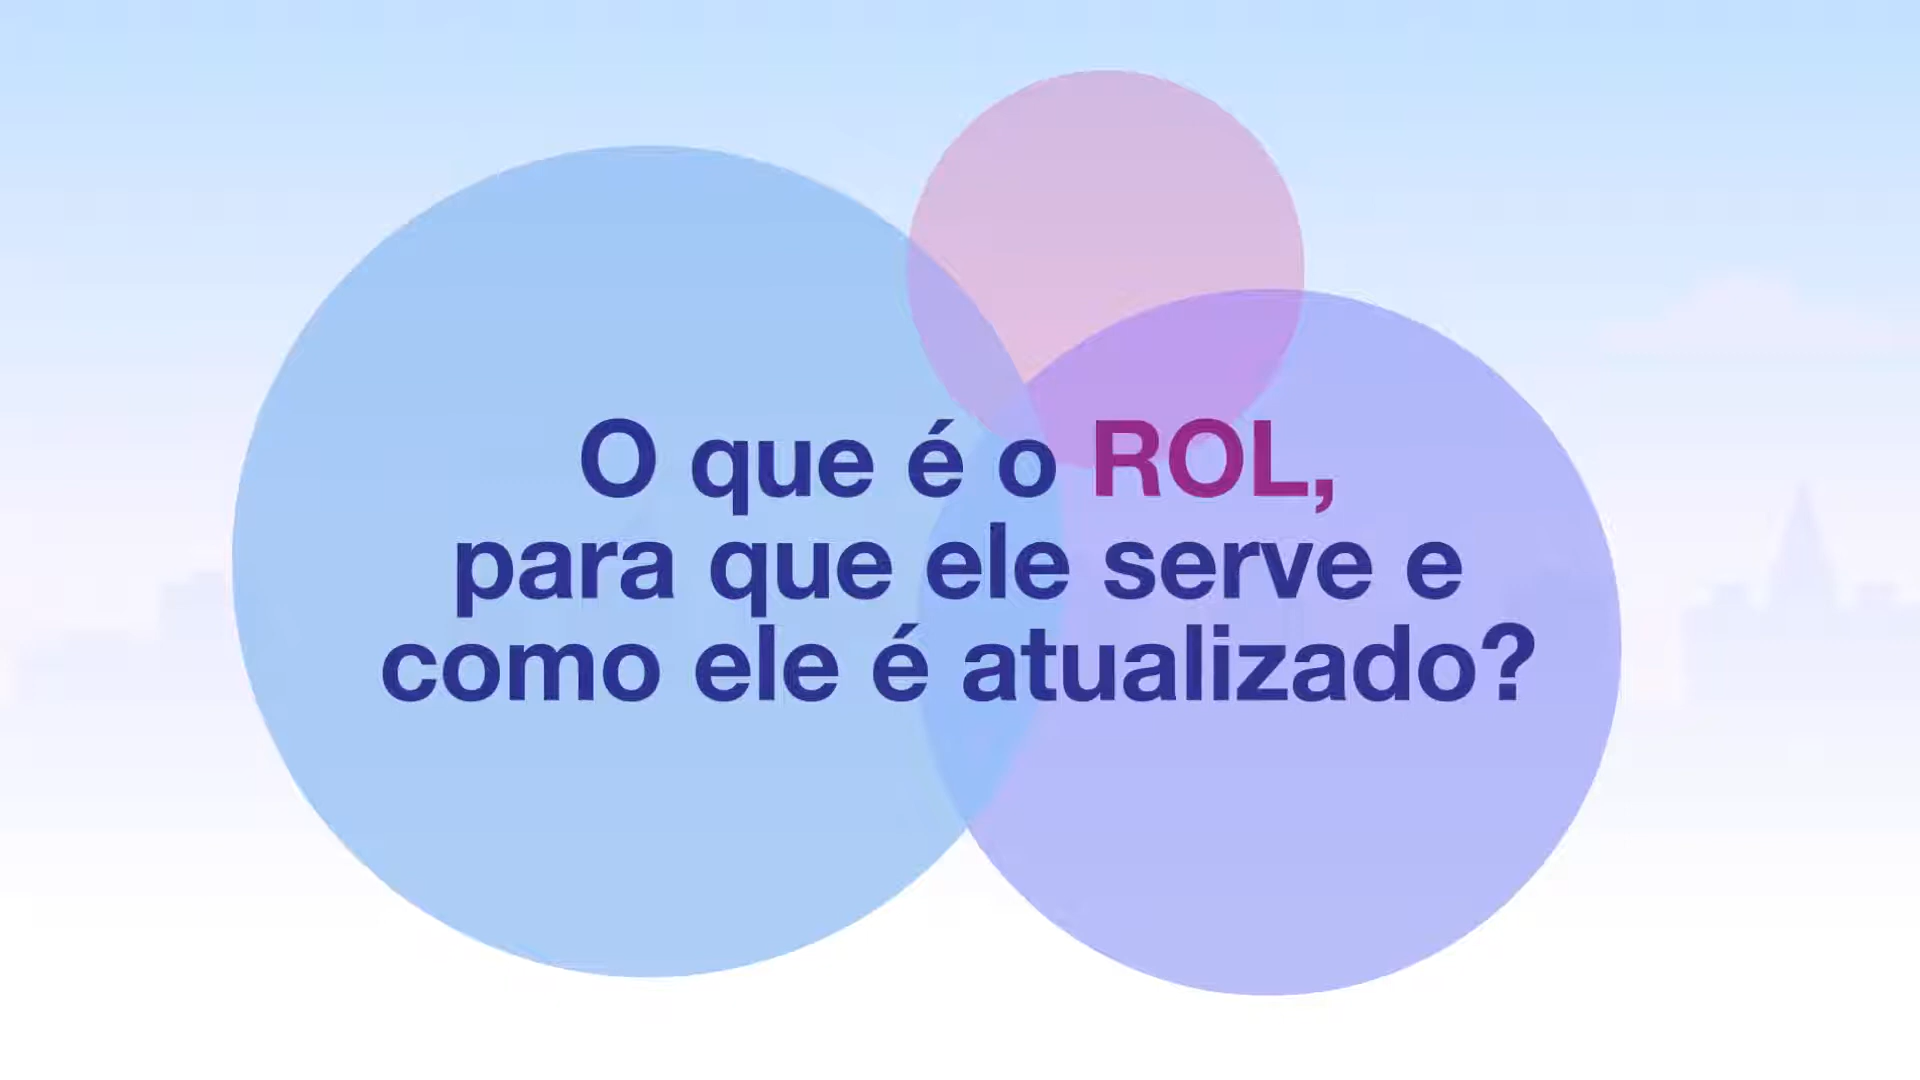 O que é o ROL,
para que ele serve e
como ele é atualizado?